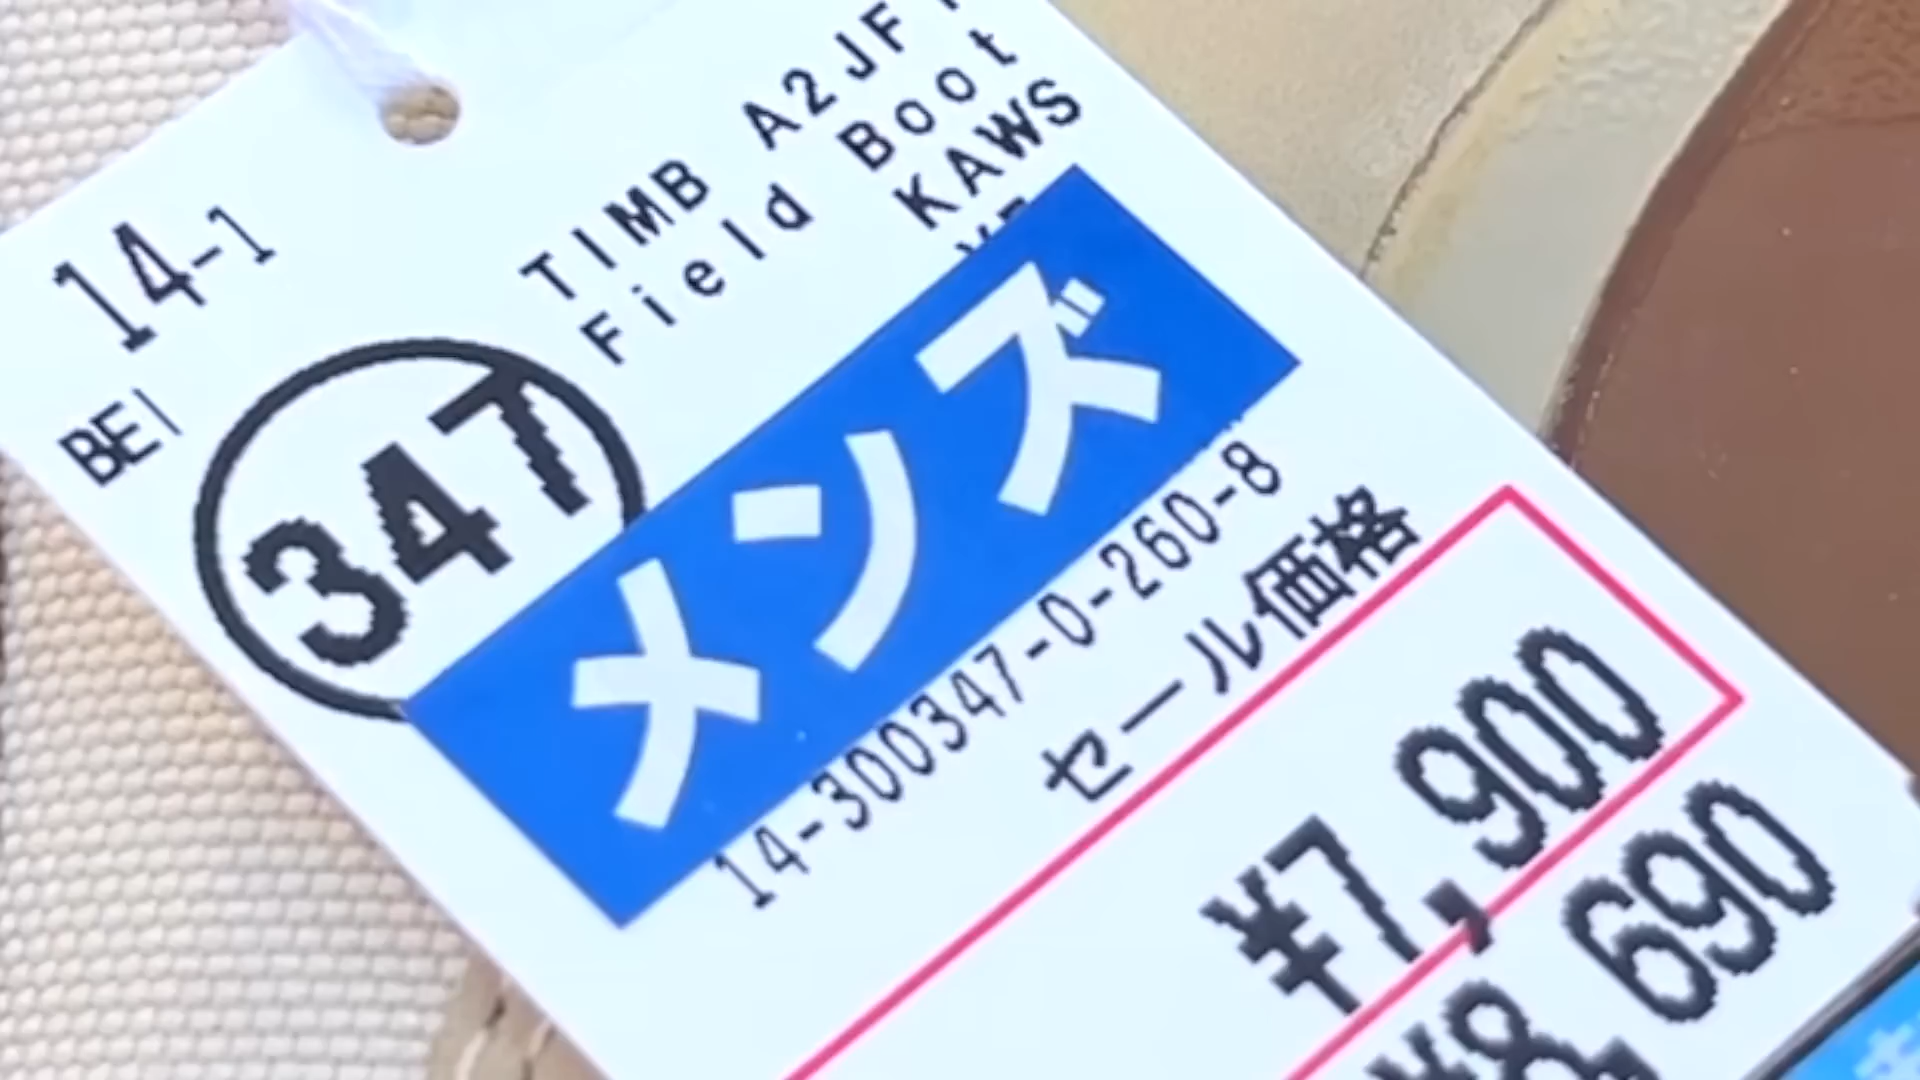 14-1
TIMB A2JF
Field Boot
KAWS
BEI
347
メンズ
14-300347-0-260-8
セール価格
¥7,900
¥8,690